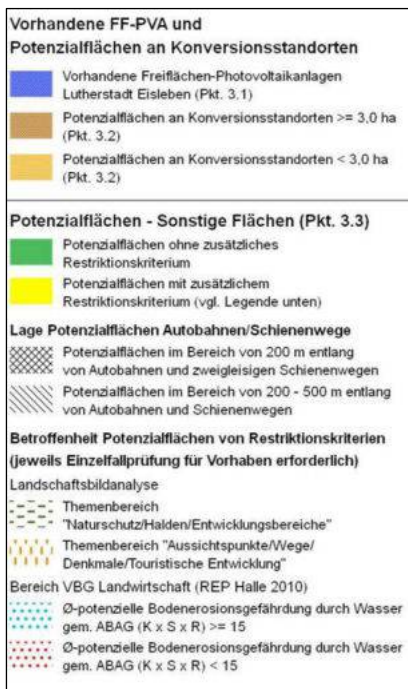 Vorhandene FF-PVA und
Potenzialflächen an Konversionsstandorten
Vorhandene Freiflächen-Photovoltaikanlagen
Lutherstadt Eisleben (Pkt. 3.1)
Potenzialflächen an Konversionsstandorten >= 3,0 ha
(Pkt. 3.2)
Potenzialflächen an Konversionsstandorten < 3,0 ha
(Pkt. 3.2)
Potenzialflächen - Sonstige Flächen (Pkt. 3.3)
Potenzialflächen ohne zusätzliches
Restriktionskriterium
Potenzialflächen mit zusätzlichem
Restriktionskriterium (vgl. Legende unten)
Lage Potenzialflächen Autobahnen/Schienenwege
Potenzialflächen im Bereich von 200 m entlang
von Autobahnen und zweigleisigen Schienenwegen
Potenzialflächen im Bereich von 200 - 500 m entlang
von Autobahnen und Schienenwegen
Betroffenheit Potenzialflächen von Restriktionskriterien
(jeweils Einzelfallprüfung für Vorhaben erforderlich)
Landschaftsbildanalyse
Themenbereich
"Naturschutz/Halden/Entwicklungsbereiche"
Themenbereich "Aussichtspunkte/Wege/
Denkmale/Touristische Entwicklung"
Bereich VBG Landwirtschaft (REP Halle 2010)
Ø-potenzielle Bodenerosionsgefährdung durch Wasser
gem. ABAG (K x S x R) >= 15
Ø-potenzielle Bodenerosionsgefährdung durch Wasser
gem. ABAG (K x S x R) < 15